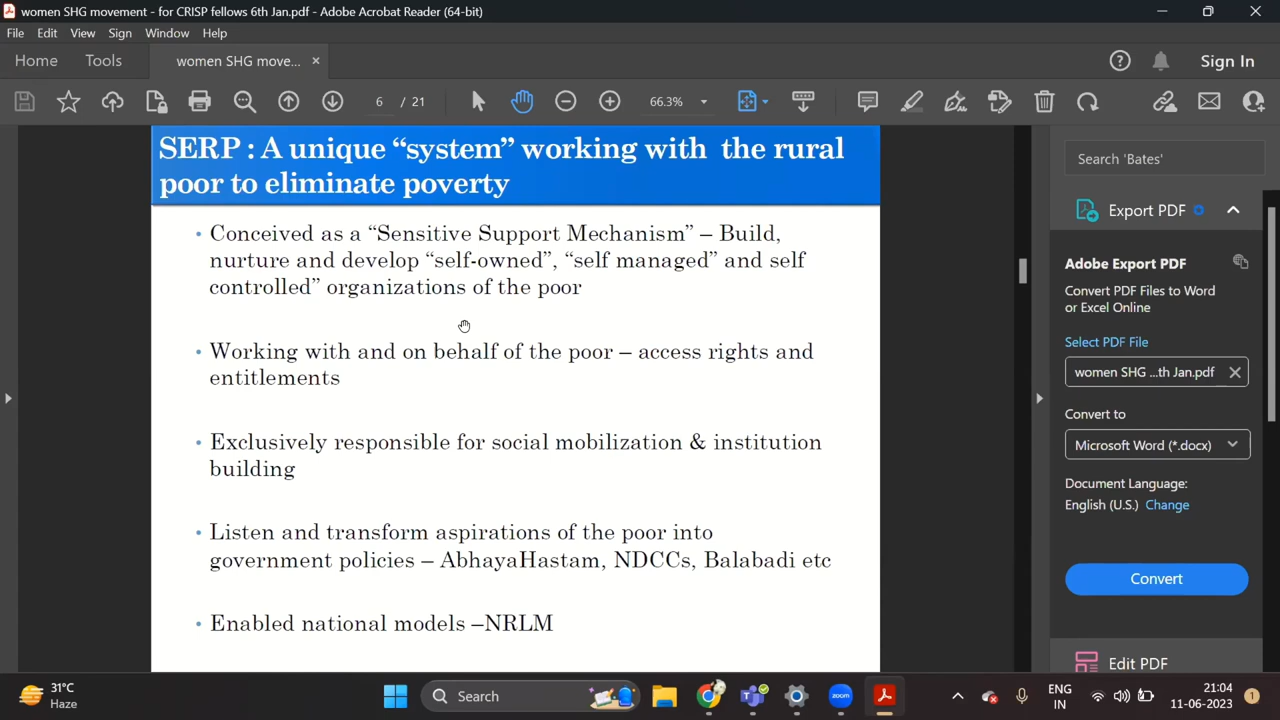 women SHG movement - for CRISP fellows 6th Jan.pdf - Adobe Acrobat Reader (64-bit)
File Edit View Sign Window Help
Home Tools women SHG move... × Sign In
6 / 21 66.3%
SERP : A unique “system” working with the rural
poor to eliminate poverty
• Conceived as a “Sensitive Support Mechanism” – Build,
nurture and develop “self-owned”, “self managed” and self
controlled” organizations of the poor
• Working with and on behalf of the poor – access rights and
entitlements
• Exclusively responsible for social mobilization & institution
building
• Listen and transform aspirations of the poor into
government policies – AbhayaHastam, NDCCs, Balabadi etc
• Enabled national models –NRLM
Search 'Bates'
Export PDF
Adobe Export PDF
Convert PDF Files to Word
or Excel Online
Select PDF File
women SHG ...th Jan.pdf
Convert to
Microsoft Word (*.docx)
Document Language:
English (U.S.) Change
Convert
Edit PDF
31°C
Haze
Search
zoom
ENG
IN
21:04
11-06-2023
1